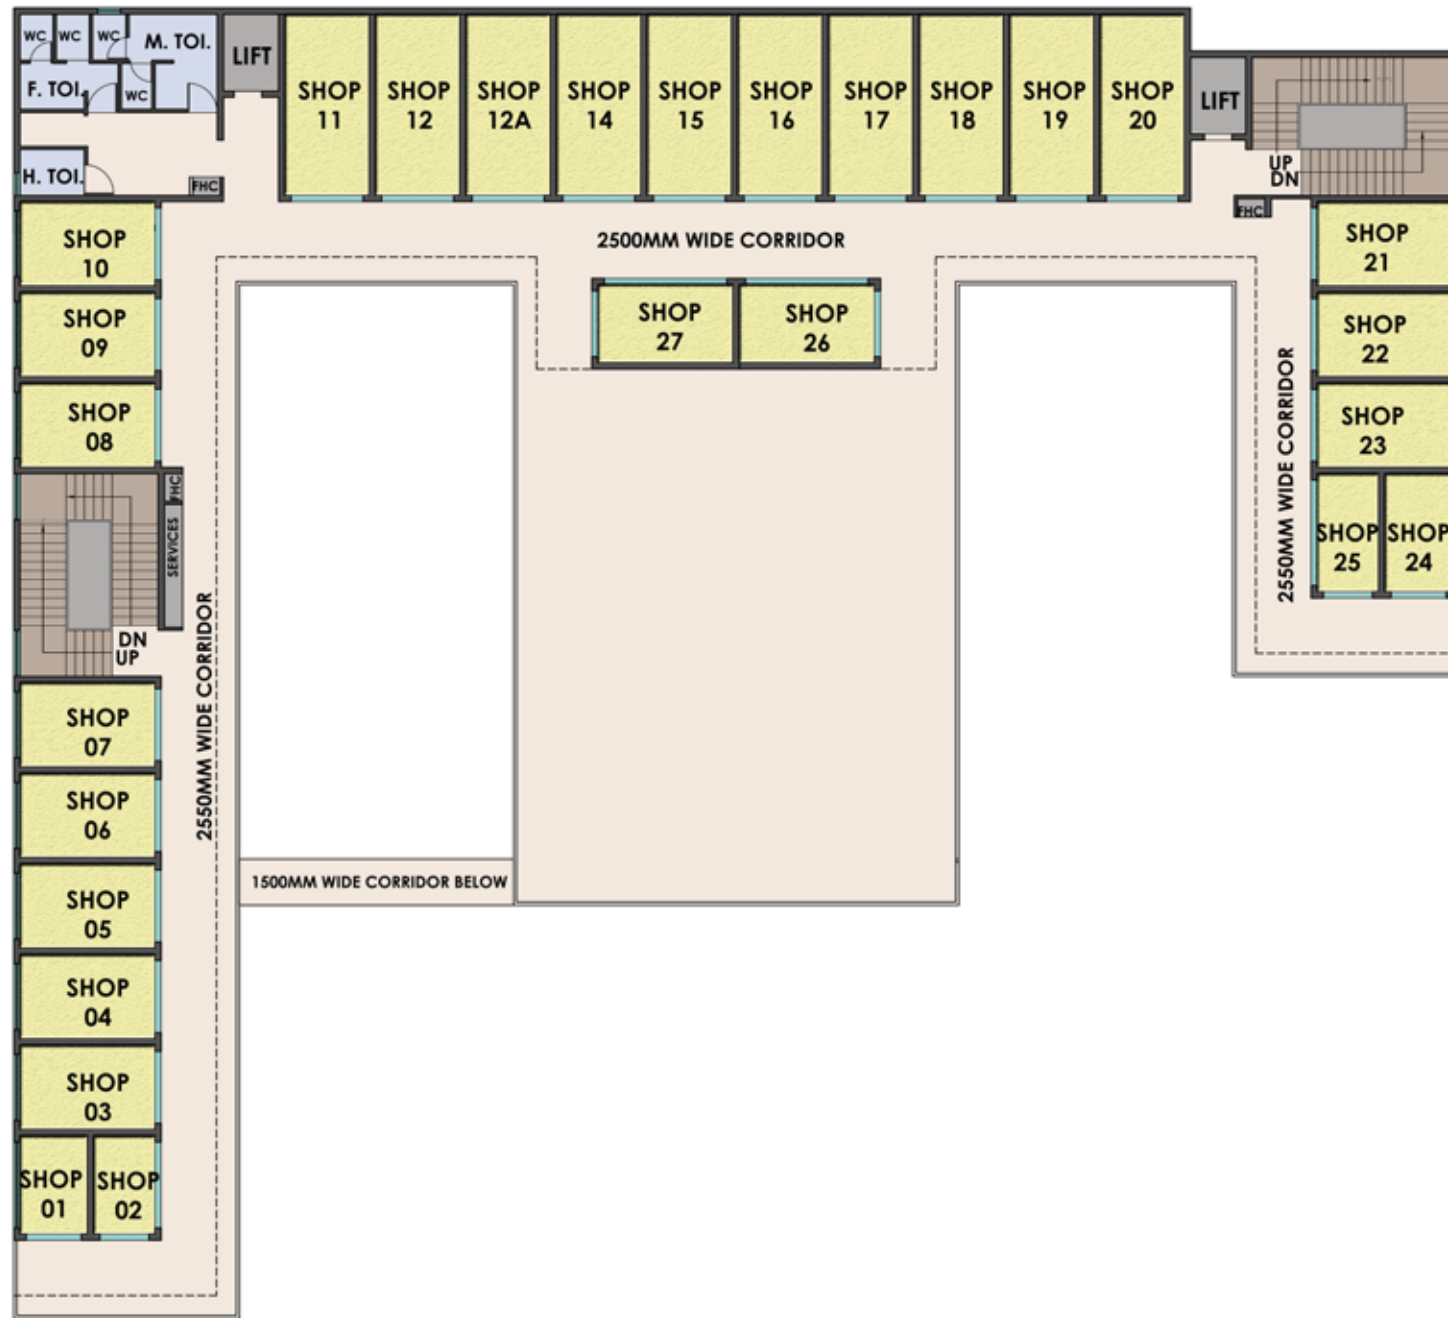 WC
WC
WC
M. TOI.
F. TOI.
WC
LIFT
SHOP
11
SHOP
12
SHOP
12A
SHOP
14
SHOP
15
SHOP
16
SHOP
17
SHOP
18
SHOP
19
SHOP
20
LIFT
UP
DN
H. TOI.
FHC
FHC
SHOP
10
2500MM WIDE CORRIDOR
SHOP
21
SHOP
09
SHOP
27
SHOP
26
SHOP
22
SHOP
08
SHOP
23
2550MM WIDE CORRIDOR
FHC
SERVICES
SHOP
25
SHOP
24
DN
UP
2550MM WIDE CORRIDOR
SHOP
07
SHOP
06
1500MM WIDE CORRIDOR BELOW
SHOP
05
SHOP
04
SHOP
03
SHOP
01
SHOP
02